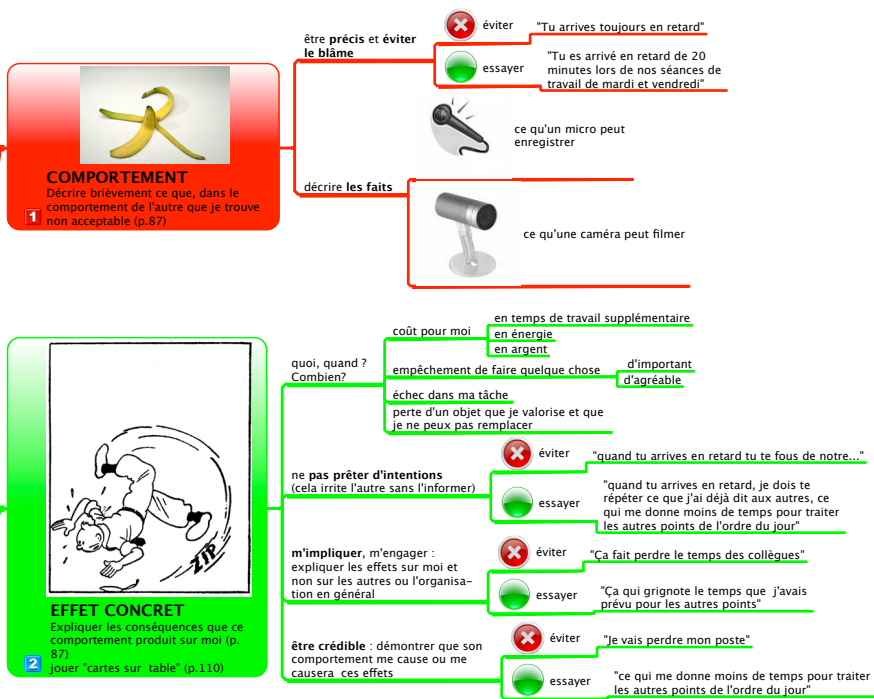 COMPORTEMENT
Décrire brièvement ce que, dans le
comportement de l'autre que je trouve
non acceptable (p.87)
1
être précis et éviter
le blâme
éviter
"Tu arrives toujours en retard"
essayer
"Tu es arrivé en retard de 20
minutes lors de nos séances de
travail de mardi et vendredi"
décrire les faits
ce qu'un micro peut
enregistrer
ce qu'une caméra peut filmer
ZIP
EFFET CONCRET
Expliquer les conséquences que ce
comportement produit sur moi (p.
87)
jouer "cartes sur table" (p.110)
2
quoi, quand ?
Combien?
coût pour moi
en temps de travail supplémentaire
en énergie
en argent
empêchement de faire quelque chose
d'important
d'agréable
échec dans ma tâche
perte d'un objet que je valorise et que
je ne peux pas remplacer
ne pas prêter d'intentions
(cela irrite l'autre sans l'informer)
éviter
"quand tu arrives en retard tu te fous de notre..."
essayer
"quand tu arrives en retard, je dois te
répéter ce que j'ai déjà dit aux autres, ce
qui me donne moins de temps pour traiter
les autres points de l'ordre du jour"
m'impliquer, m'engager :
expliquer les effets sur moi et
non sur les autres ou l'organisa-
tion en général
éviter
"Ça fait perdre le temps des collègues"
essayer
"Ça qui grignote le temps que j'avais
prévu pour les autres points"
être crédible : démontrer que son
comportement me cause ou me
causera ces effets
éviter
"Je vais perdre mon poste"
essayer
"ce qui me donne moins de temps pour traiter
les autres points de l'ordre du jour"